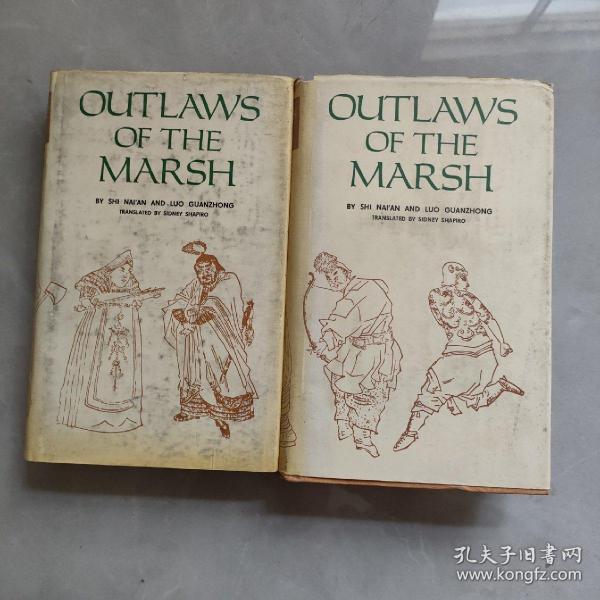 OUTLAWS
OF THE
MARSH
BY SHI NAI'AN AND LUO GUANZHONG
TRANSLATED BY SIDNEY SHAPIRO
OUTLAWS
OF THE
MARSH
BY SHI NAI'AN AND LUO GUANZHONG
TRANSLATED BY SIDNEY SHAPIRO
孔夫子旧書网
www.kongfz.com